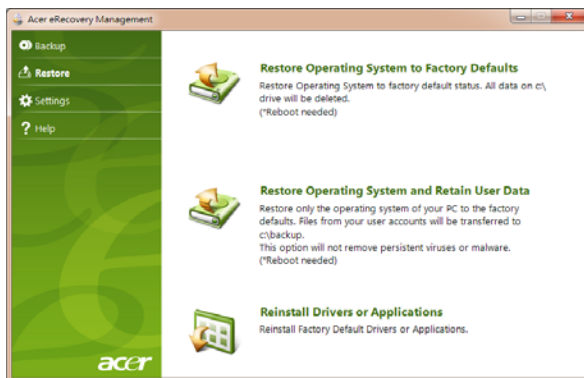 Acer eRecovery Management
Backup
Restore
Settings
Help
Restore Operating System to Factory Defaults
Restore Operating System to factory default status. All data on c:\
drive will be deleted.
(*Reboot needed)
Restore Operating System and Retain User Data
Restore only the operating system of your PC to the factory
defaults. Files from your user accounts will be transferred to
c:\backup.
This option will not remove persistent viruses or malware.
(*Reboot needed)
Reinstall Drivers or Applications
Reinstall Factory Default Drivers or Applications.
acer